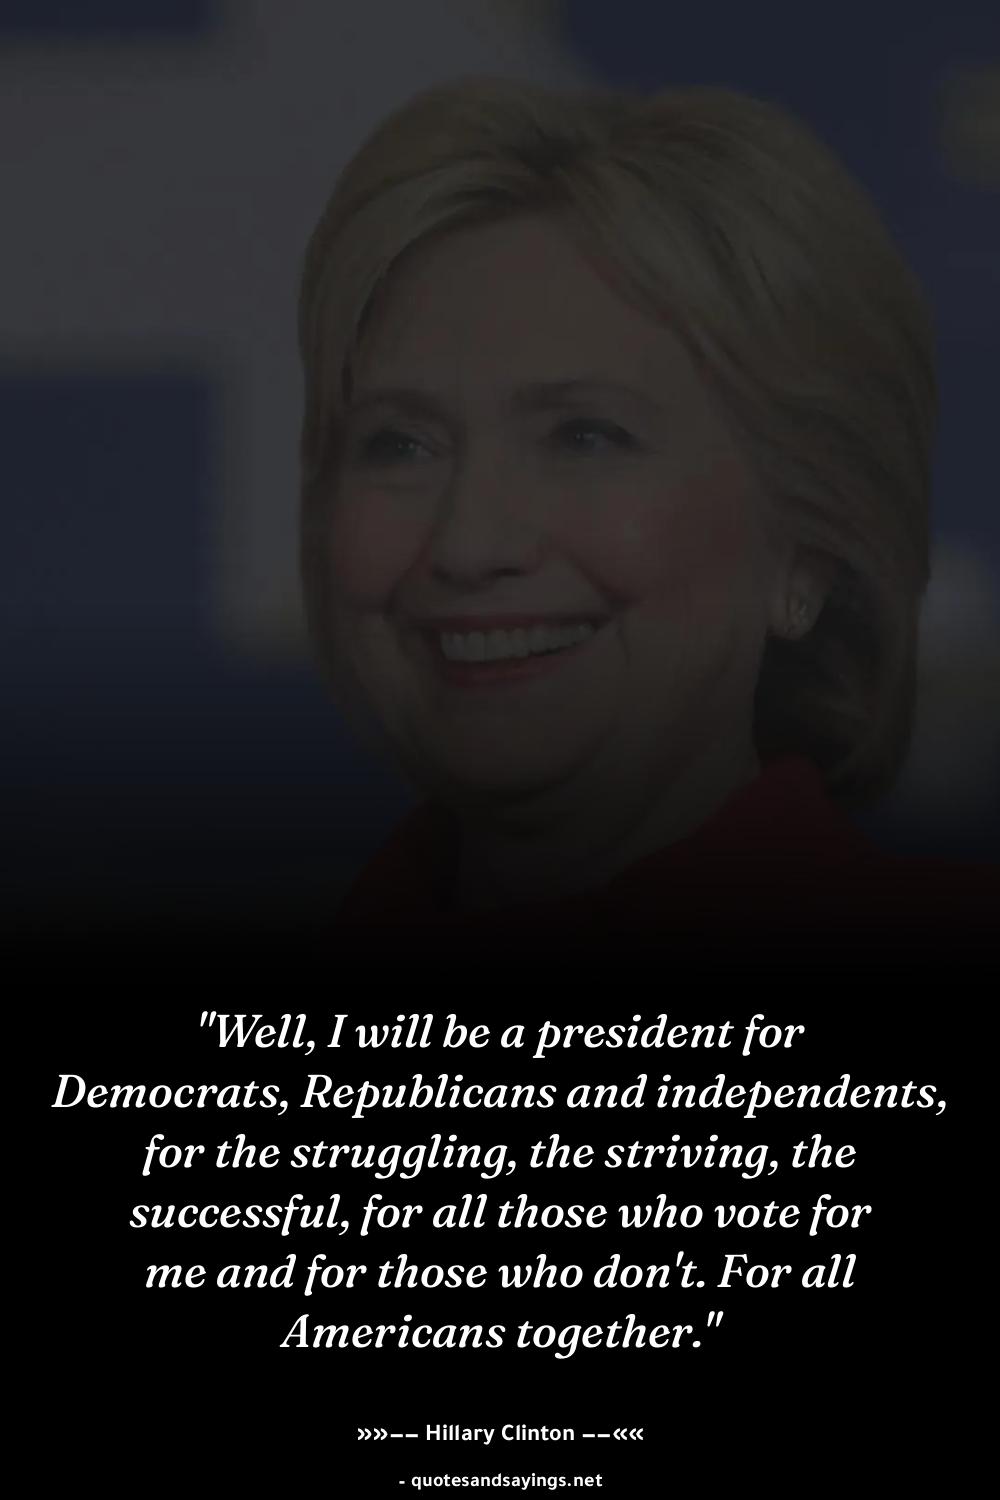 "Well, I will be a president for
Democrats, Republicans and independents,
for the struggling, the striving, the
successful, for all those who vote for
me and for those who don't. For all
Americans together."
»»–– Hillary Clinton ––««
- quotesandsayings.net